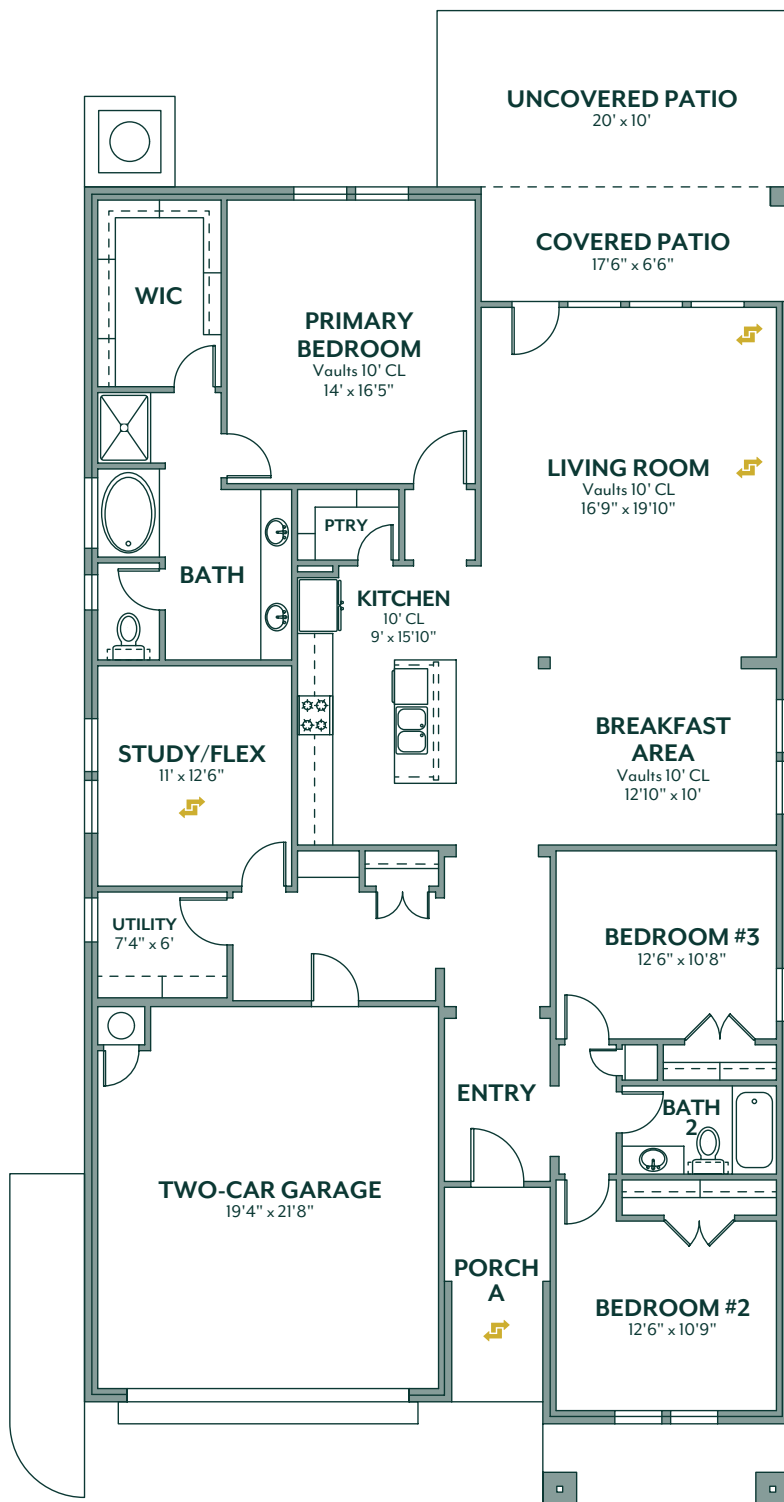 UNCOVERED PATIO
20' x 10'
COVERED PATIO
17'6" x 6'6"
WIC
PRIMARY
BEDROOM
Vaults 10' CL
14' x 16'5"
LIVING ROOM
Vaults 10' CL
16'9" x 19'10"
PTRY
BATH
KITCHEN
10' CL
9' x 15'10"
STUDY/FLEX
11' x 12'6"
BREAKFAST
AREA
Vaults 10' CL
12'10" x 10'
UTILITY
7'4" x 6'
BEDROOM #3
12'6" x 10'8"
ENTRY
BATH
2
TWO-CAR GARAGE
19'4" x 21'8"
PORCH
A
BEDROOM #2
12'6" x 10'9"